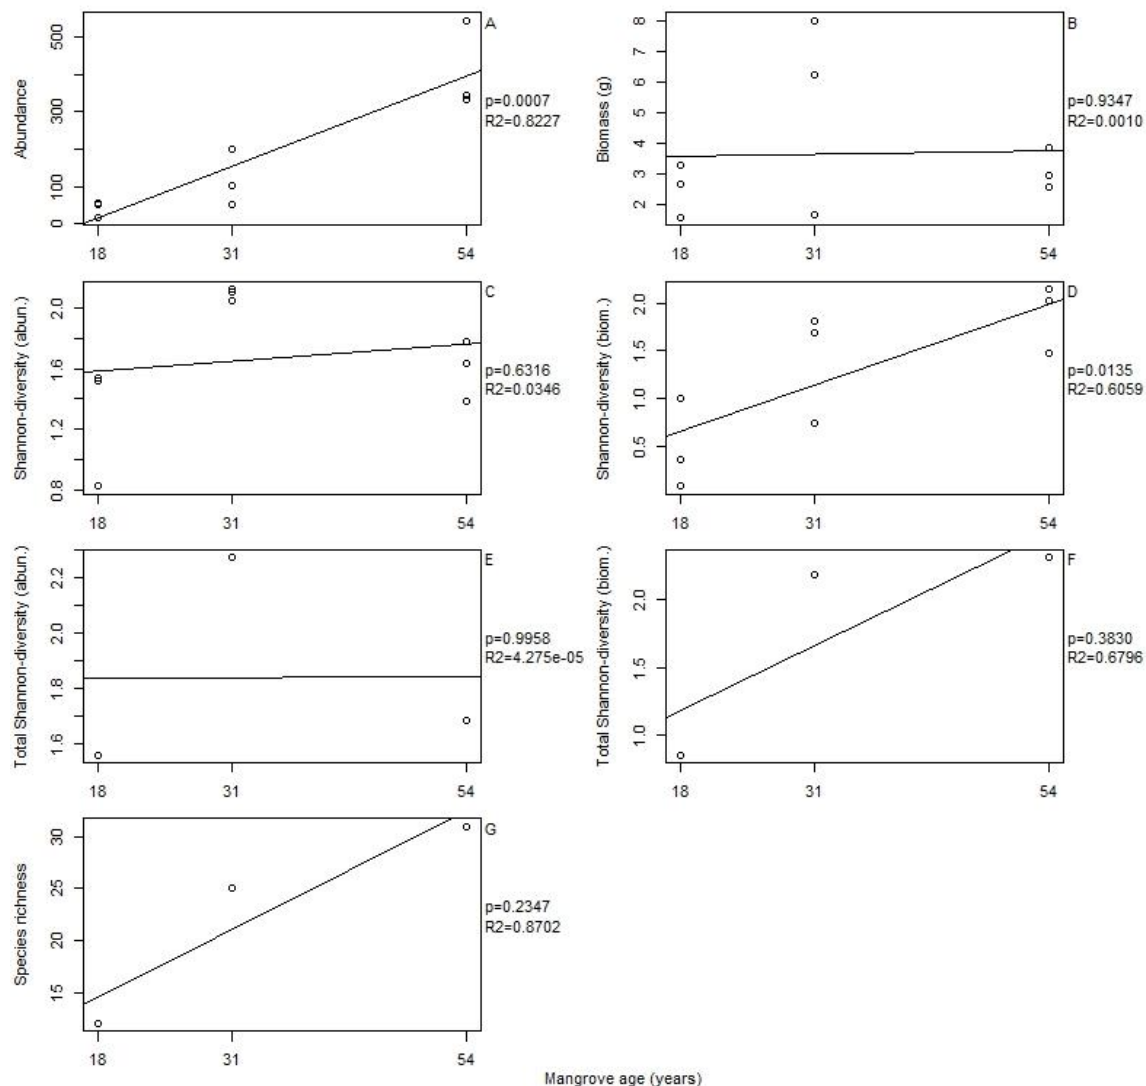 A
Abundance
500
300
100
0
18 31 54
p=0.0007
R2=0.8227
B
Biomass (g)
8
7
6
5
4
3
2
18 31 54
p=0.9347
R2=0.0010
C
Shannon-diversity (abun.)
2.0
1.6
1.2
0.8
18 31 54
p=0.6316
R2=0.0346
D
Shannon-diversity (biom.)
2.0
1.5
1.0
0.5
18 31 54
p=0.0135
R2=0.6059
E
Total Shannon-diversity (abun.)
2.2
2.0
1.8
1.6
18 31 54
p=0.9958
R2=4.275e-05
F
Total Shannon-diversity (biom.)
2.0
1.5
1.0
18 31 54
p=0.3830
R2=0.6796
G
Species richness
30
25
20
15
18 31 54
p=0.2347
R2=0.8702
Mangrove age (years)